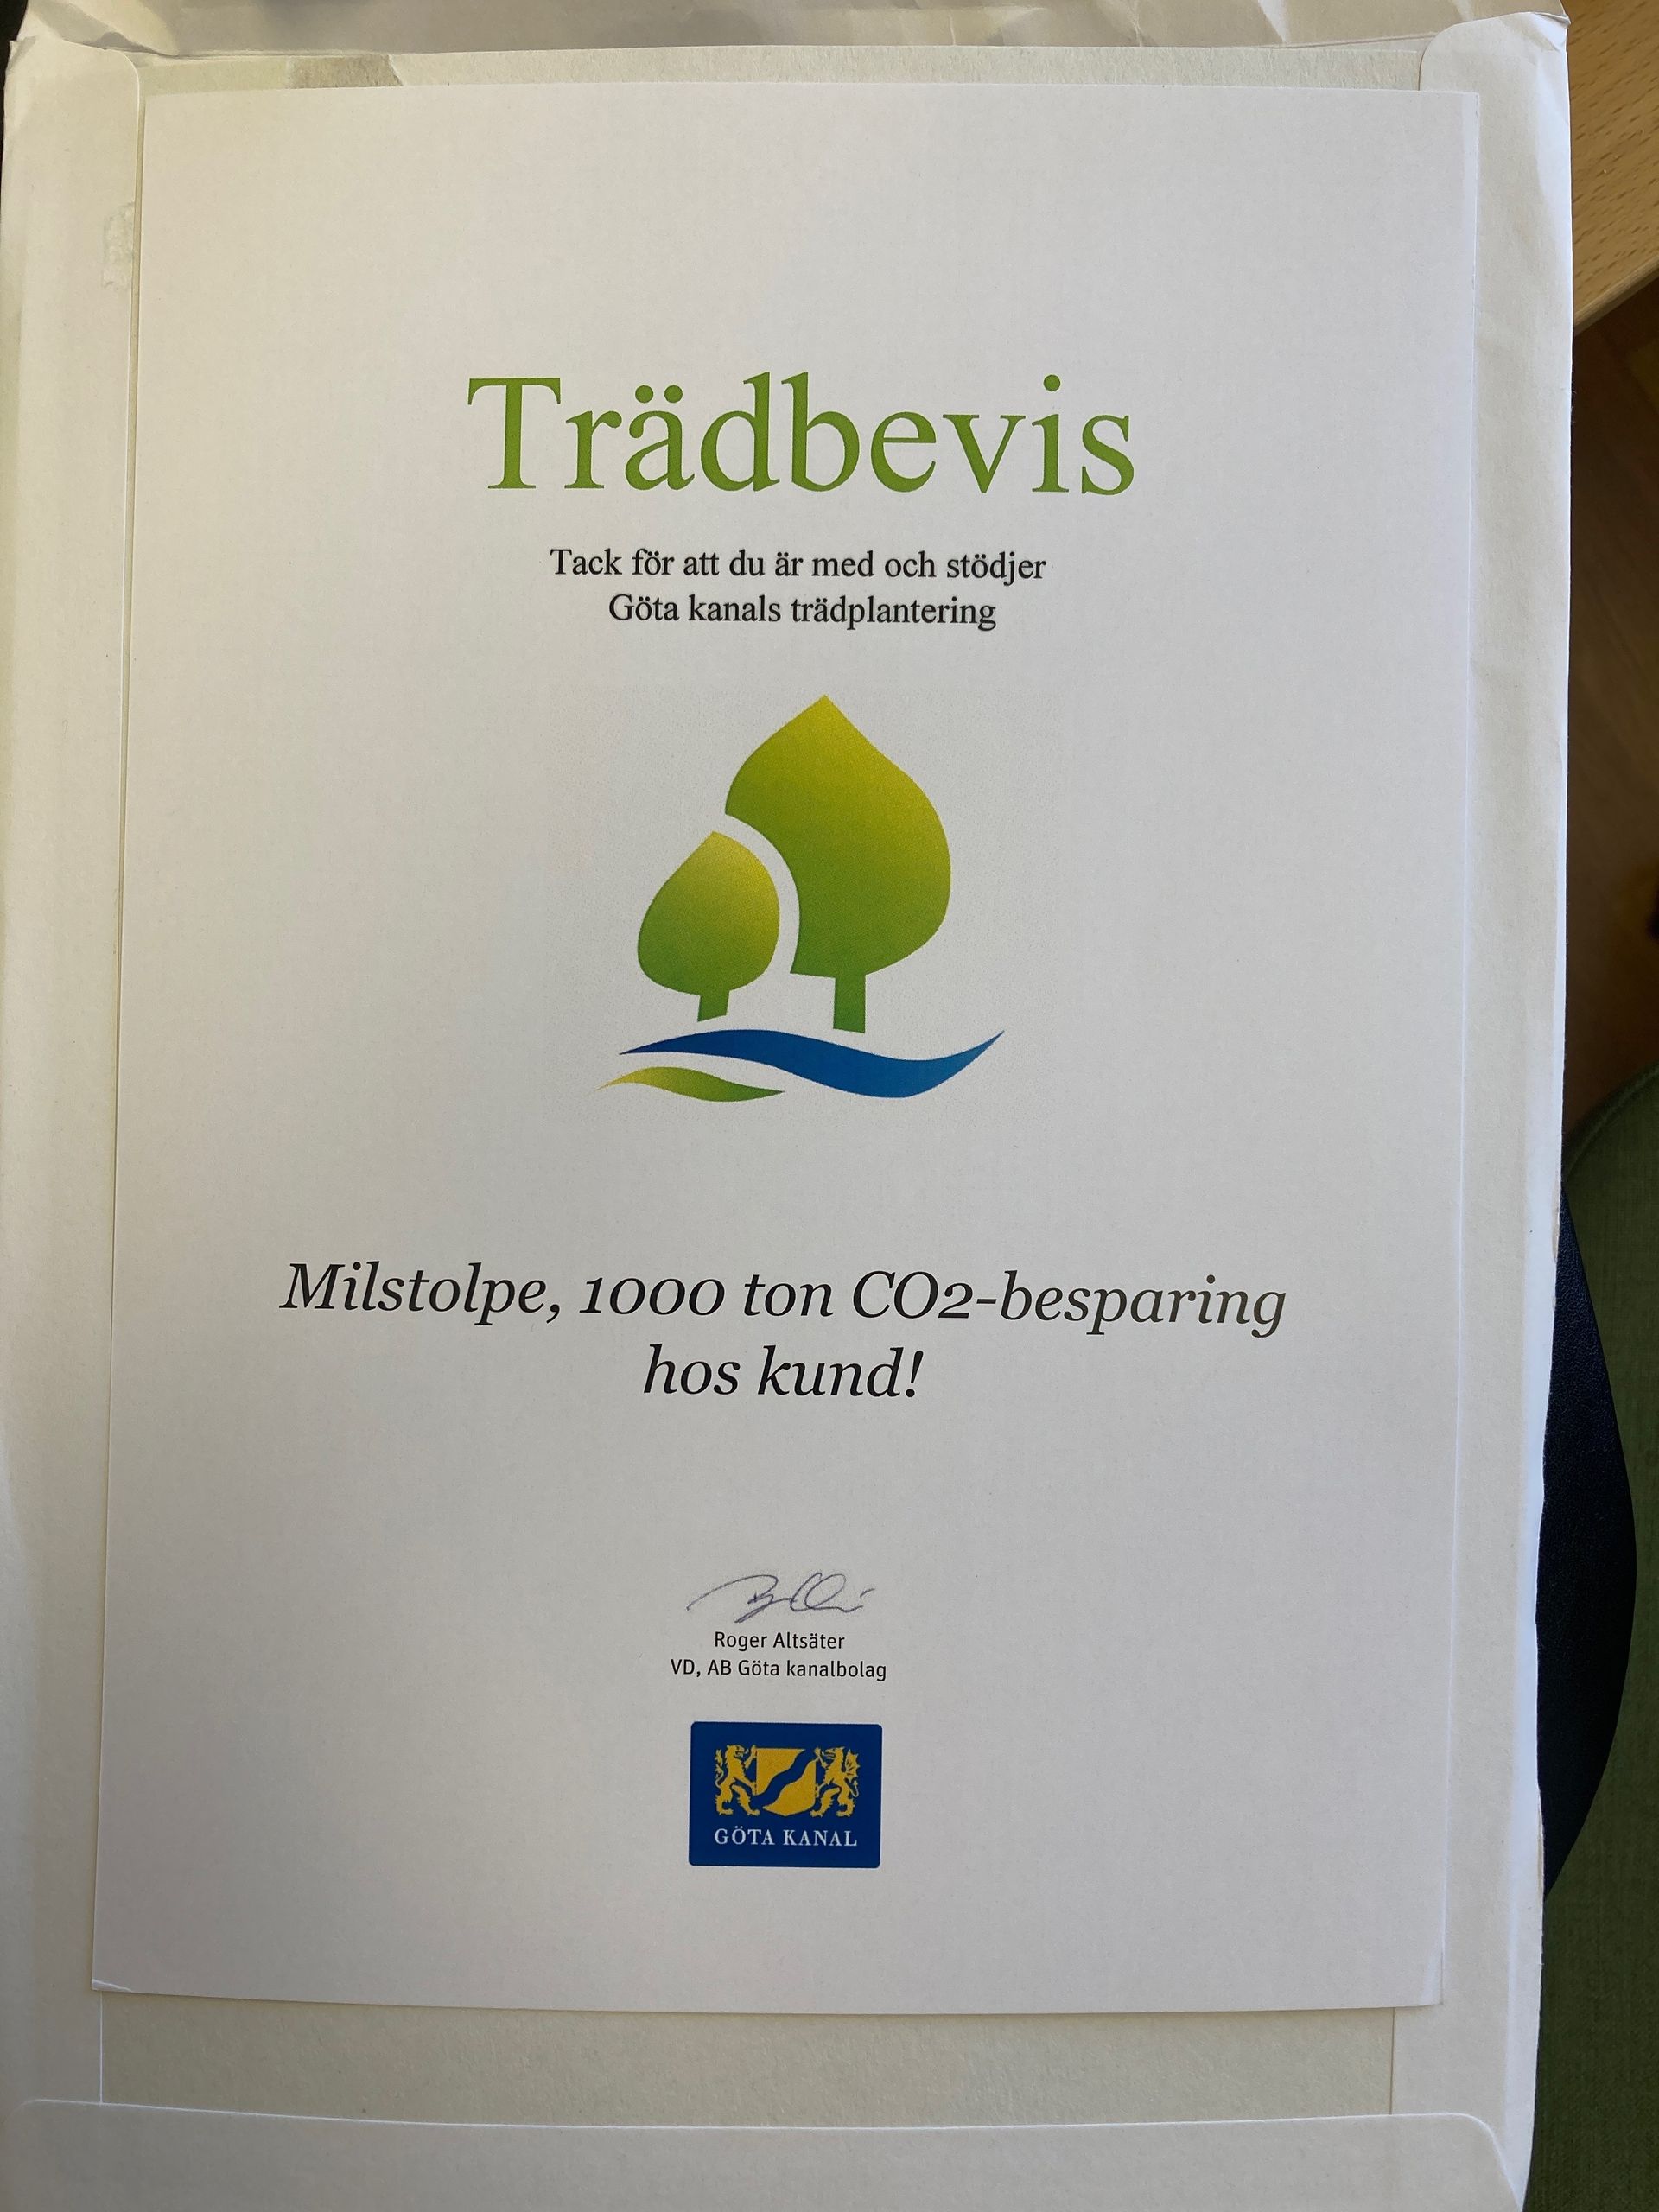 Trädbevis
Tack för att du är med och stödjer
Göta kanals trädplantering
Milstolpe, 1000 ton CO2-besparing
hos kund!
Roger Altsäter
VD, AB Göta kanalbolag
GÖTA KANAL